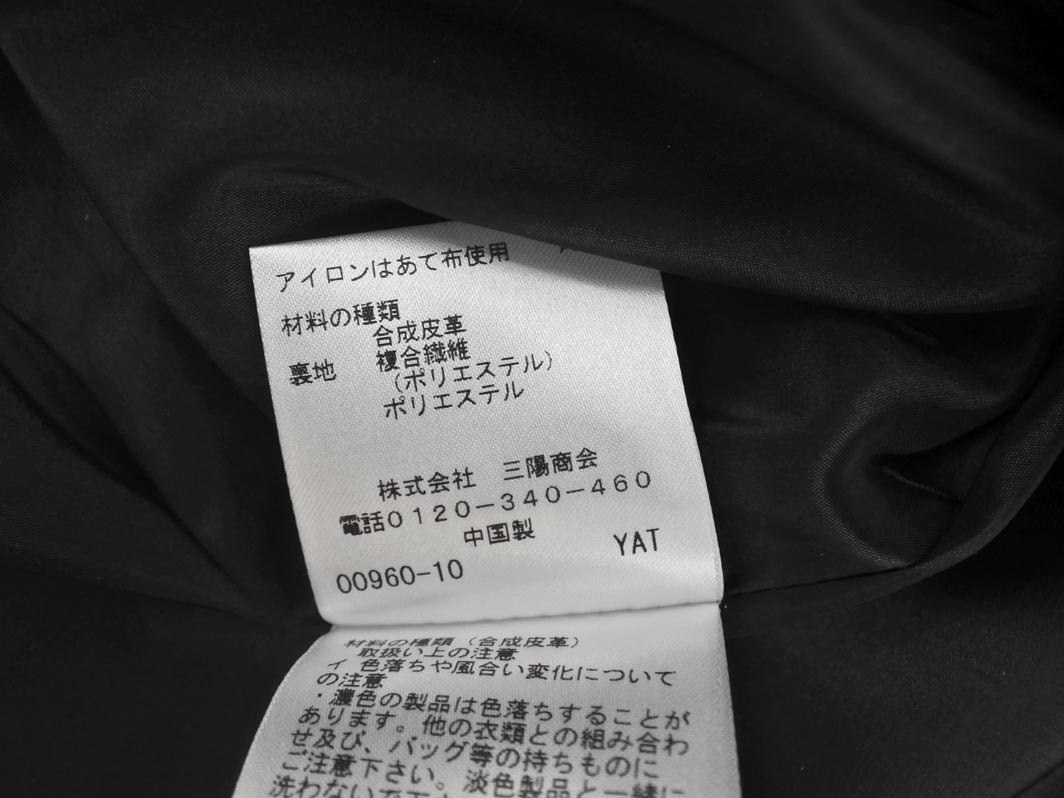 アイロンはあて布使用
材料の種類
合成皮革
裏地 複合繊維
(ポリエステル)
ポリエステル
株式会社 三陽商会
電話0120-340-460
中国製
YAT
00960-10
材料の種類(合成皮革)
取扱い上の注意
イ 色落ちや風合い変化について
の注意
・濃色の製品は色落ちすることが
あります。他の衣類との組み合わ
せ及び、バッグ等の持ちものに
ご注意下さい。淡色製品と一緒に
洗わないで下